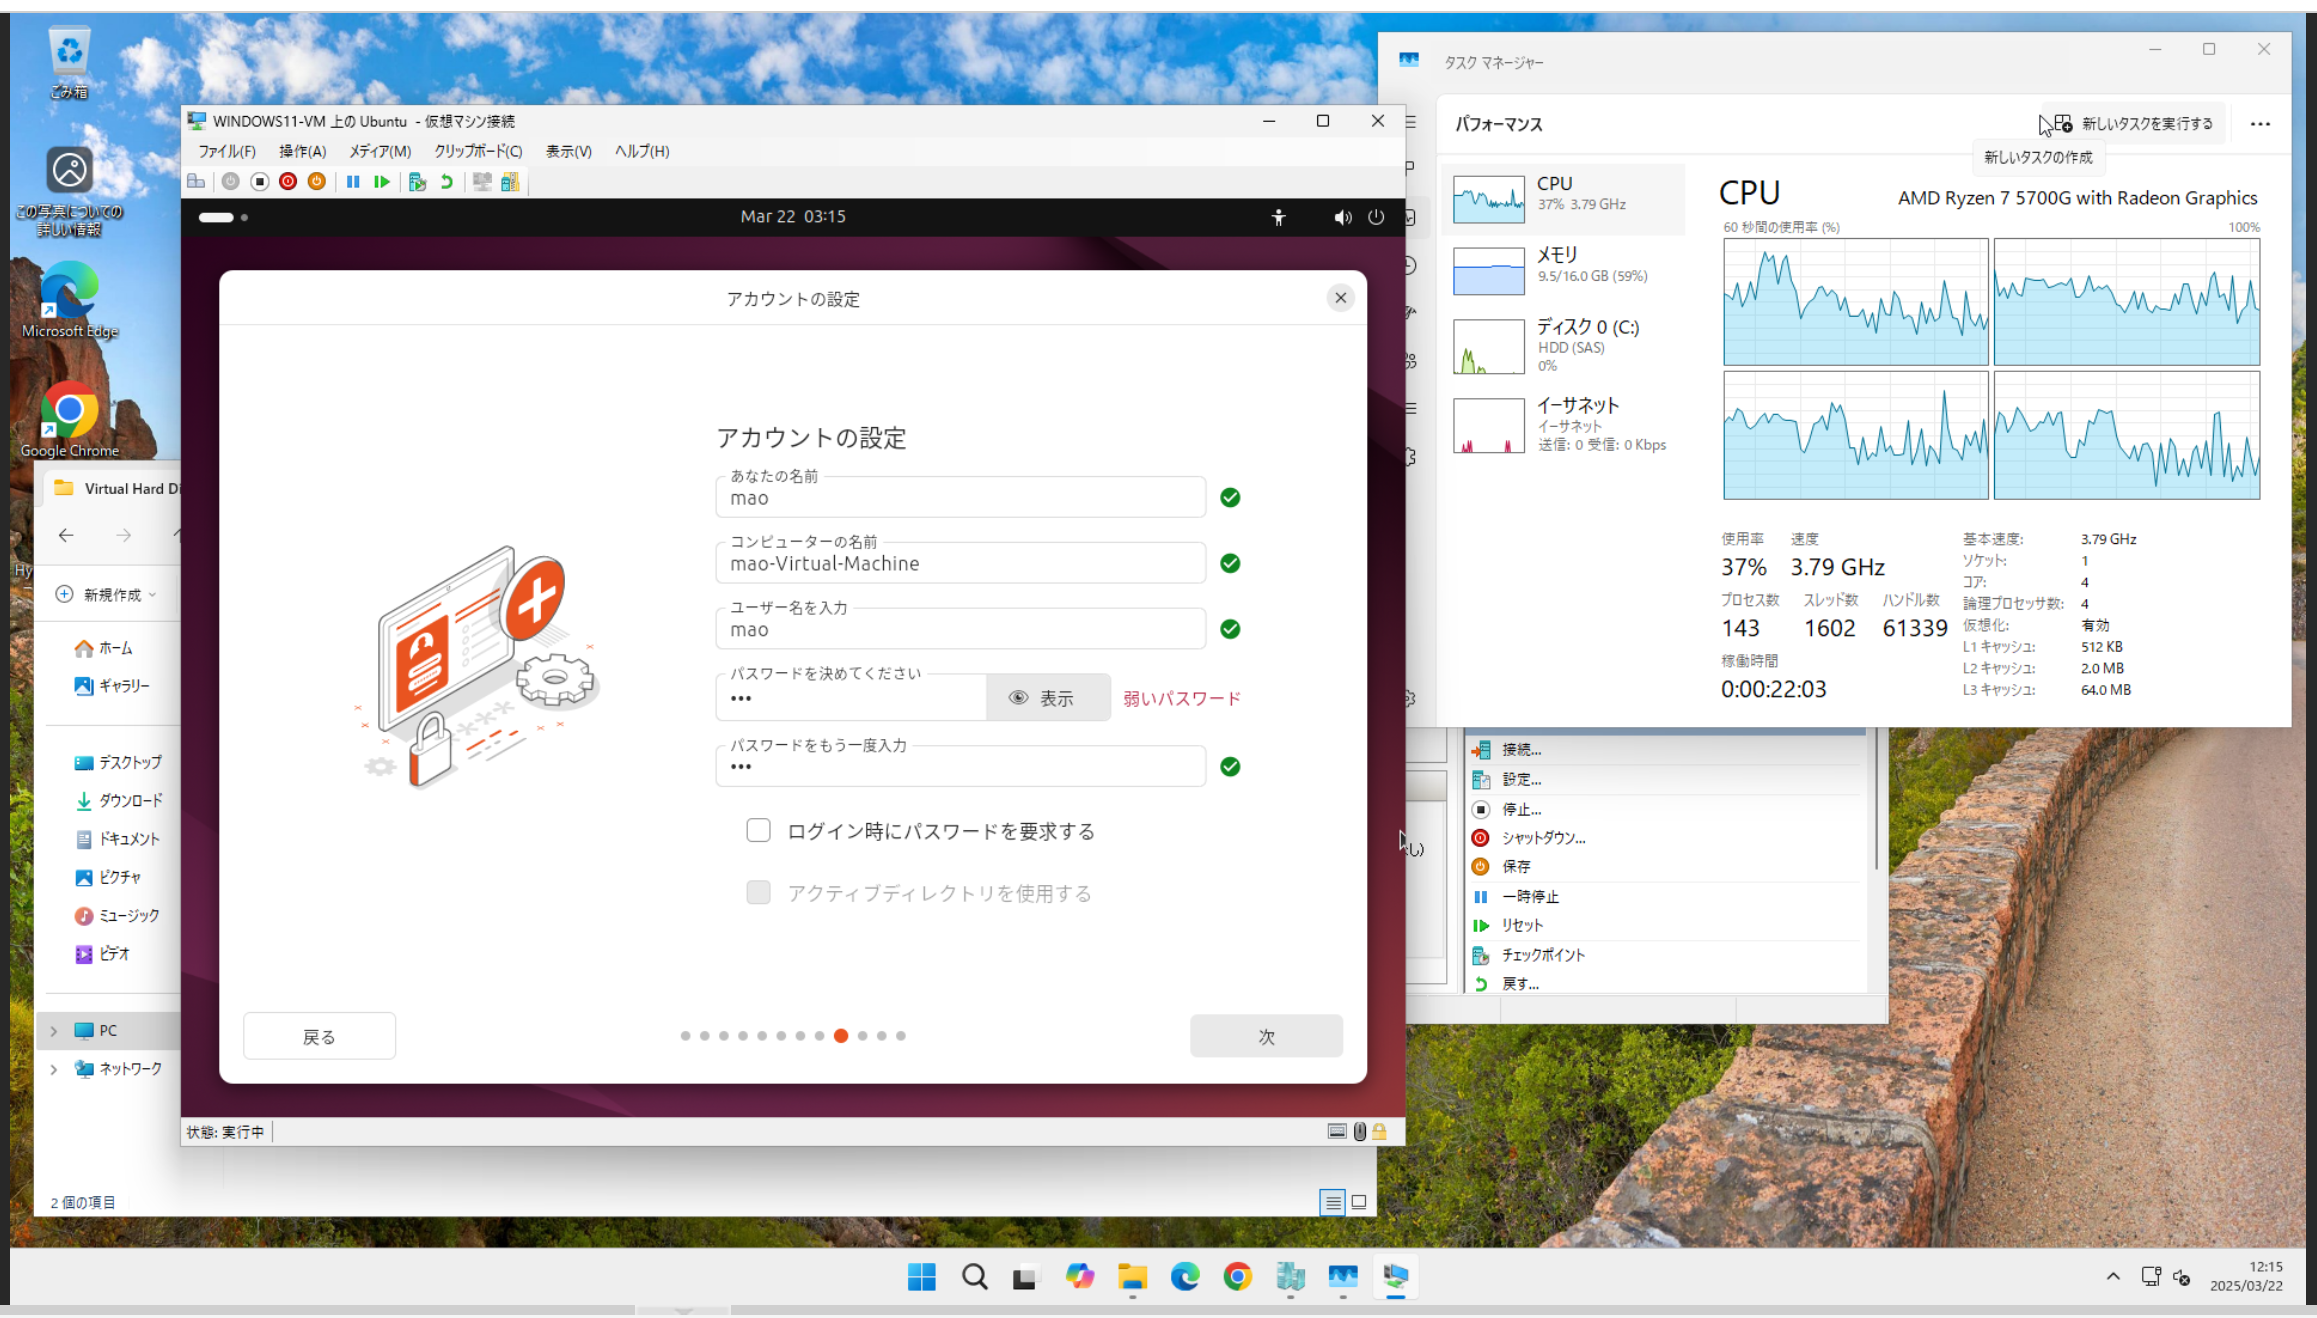 ごみ箱
この写真についての
詳しい情報
Microsoft Edge
Google Chrome
Hy
WINDOWS11-VM 上の Ubuntu - 仮想マシン接続
ファイル(F) 操作(A) メディア(M) クリップボード(C) 表示(V) ヘルプ(H)
Mar 22 03:15
アカウントの設定
アカウントの設定
あなたの名前
mao
コンピューターの名前
mao-Virtual-Machine
ユーザー名を入力
mao
パスワードを決めてください
••• 表示 弱いパスワード
パスワードをもう一度入力
•••
ログイン時にパスワードを要求する
アクティブディレクトリを使用する
戻る
次
状態: 実行中
Virtual Hard Di
新規作成
ホーム
ギャラリー
デスクトップ
ダウンロード
ドキュメント
ピクチャ
ミュージック
ビデオ
PC
ネットワーク
2 個の項目
タスク マネージャー
パフォーマンス
新しいタスクを実行する
新しいタスクの作成
CPU
37% 3.79 GHz
メモリ
9.5/16.0 GB (59%)
ディスク 0 (C:)
HDD (SAS)
0%
イーサネット
イーサネット
送信: 0 受信: 0 Kbps
CPU
AMD Ryzen 7 5700G with Radeon Graphics
60 秒間の使用率 (%)
100%
使用率 速度
37% 3.79 GHz
プロセス数 スレッド数 ハンドル数
143 1602 61339
稼働時間
0:00:22:03
基本速度: 3.79 GHz
ソケット: 1
コア: 4
論理プロセッサ数: 4
仮想化: 有効
L1 キャッシュ: 512 KB
L2 キャッシュ: 2.0 MB
L3 キャッシュ: 64.0 MB
し)
接続...
設定...
停止...
シャットダウン...
保存
一時停止
リセット
チェックポイント
戻す...
12:15
2025/03/22